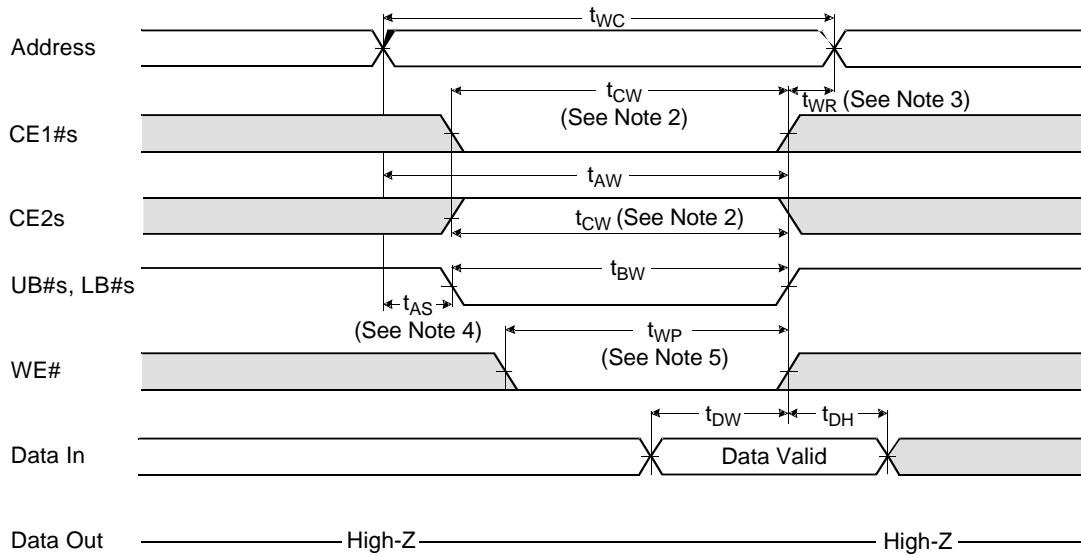 tWC
Address
tCW
(See Note 2)
tWR (See Note 3)
CE1#s
tAW
CE2s
tCW (See Note 2)
UB#s, LB#s
tBW
tAS
(See Note 4)
tWP
(See Note 5)
WE#
tDW
tDH
Data In
Data Valid
Data Out
High-Z
High-Z